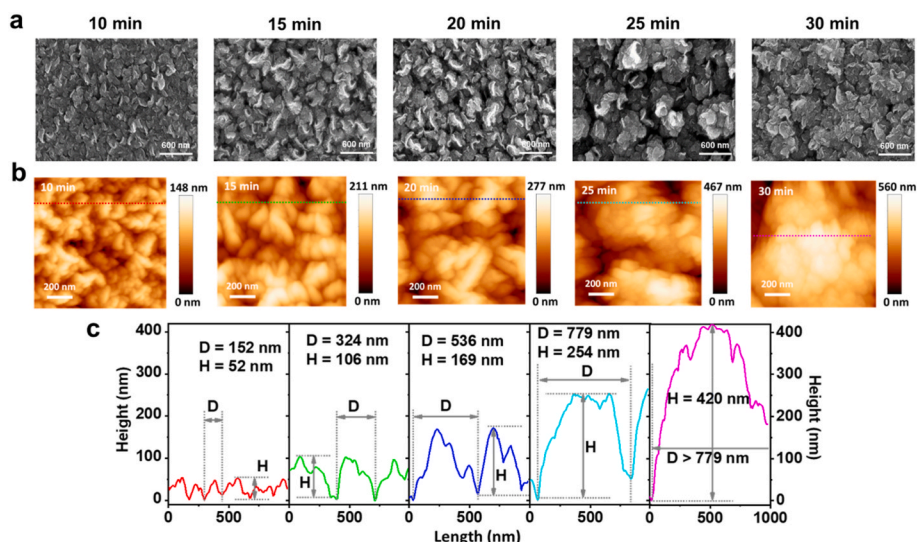 10 min 15 min 20 min 25 min 30 min
a
600 nm 600 nm 600 nm 600 nm 600 nm
b
10 min 148 nm 15 min 211 nm 20 min 277 nm 25 min 467 nm 30 min 560 nm
200 nm 0 nm 200 nm 0 nm 200 nm 0 nm 200 nm 0 nm 200 nm 0 nm
c
Height (nm)
400
300
200
100
0
D = 152 nm
H = 52 nm
D
H
D = 324 nm
H = 106 nm
D
H
D = 536 nm
H = 169 nm
D
H
D = 779 nm
H = 254 nm
D
H
H = 420 nm
D > 779 nm
400
300
200
100
0
Height (nm)
0 500 0 500 0 500 0 500 0 500 1000
Length (nm)